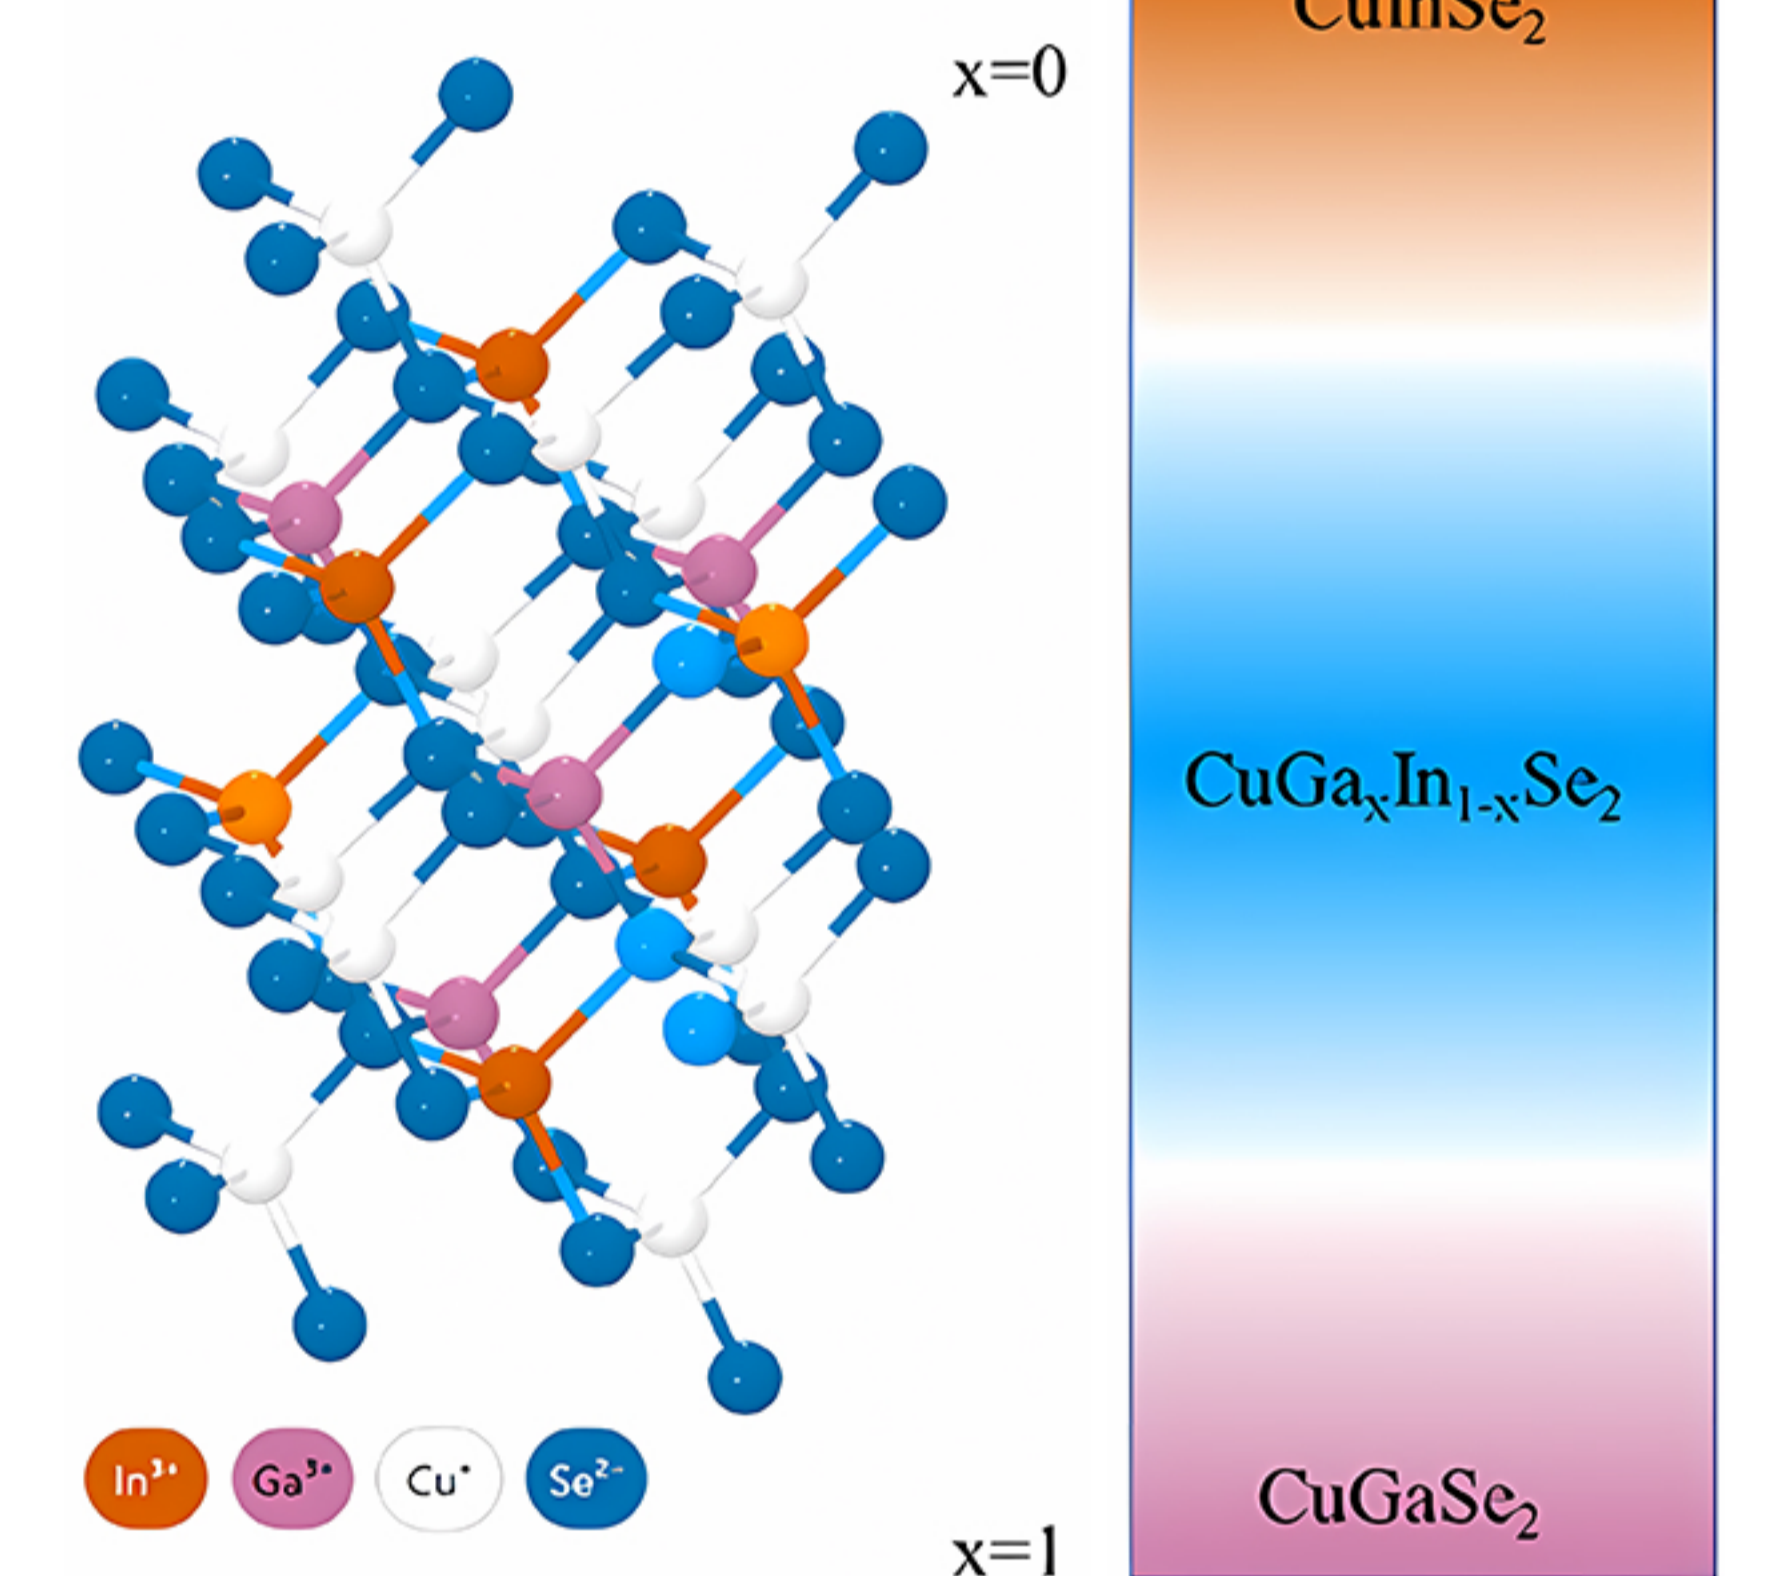 CuInSe₂
x=0
CuGaₓIn₁₋ₓSe₂
In³⁺ Ga³⁺ Cu⁺ Se²⁻
CuGaSe₂
x=1